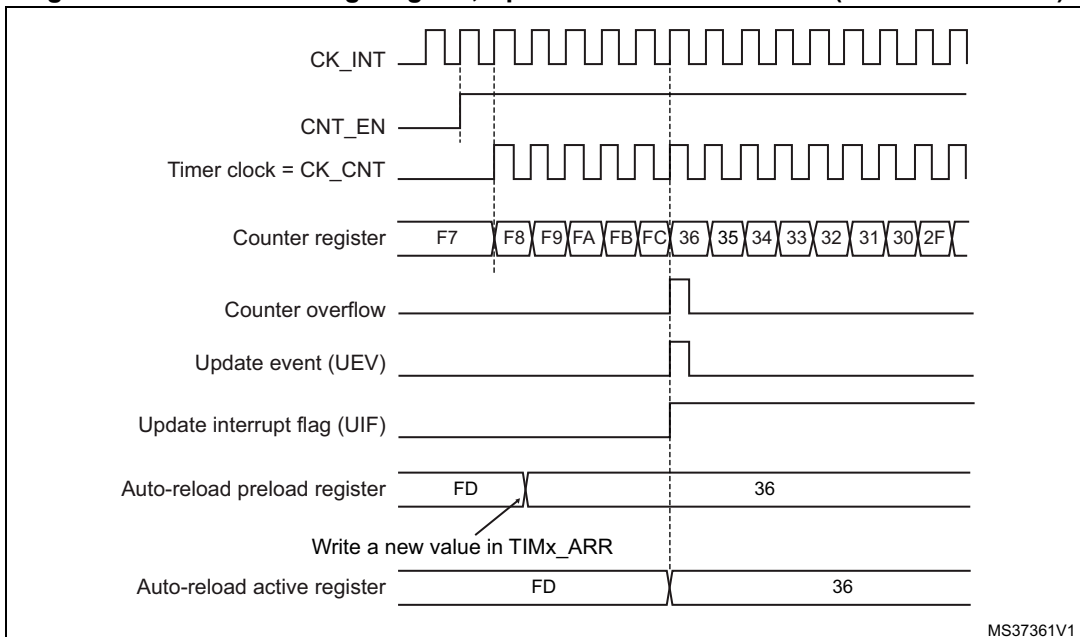 CK_INT
CNT_EN
Timer clock = CK_CNT
Counter register F7 F8 F9 FA FB FC 36 35 34 33 32 31 30 2F
Counter overflow
Update event (UEV)
Update interrupt flag (UIF)
Auto-reload preload register FD 36
Write a new value in TIMx_ARR
Auto-reload active register FD 36
MS37361V1